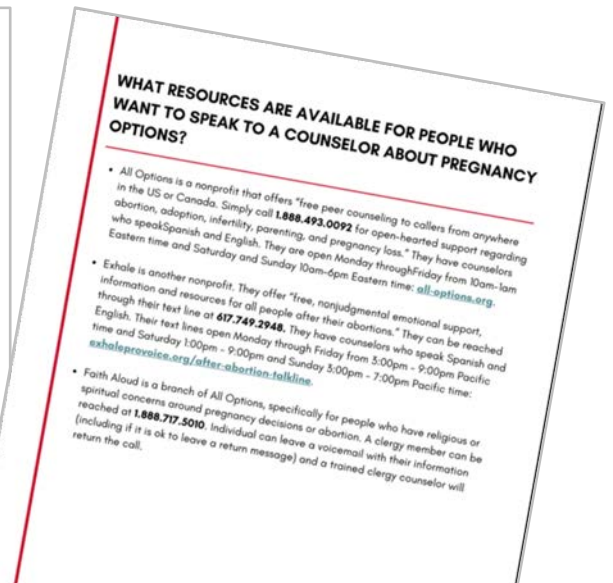 WHAT RESOURCES ARE AVAILABLE FOR PEOPLE WHO
WANT TO SPEAK TO A COUNSELOR ABOUT PREGNANCY
OPTIONS?
• All Options is a nonprofit that offers "free peer counseling to callers from anywhere
in the US or Canada. Simply call 1.888.493.0092 for open-hearted support regarding
abortion, adoption, infertility, parenting, and pregnancy loss." They have counselors
who speakSpanish and English. They are open Monday throughFriday from 10am-1am
Eastern time and Saturday and Sunday 10am-6pm Eastern time: all-options.org.
• Exhale is another nonprofit. They offer "free, nonjudgmental emotional support,
information and resources for all people after their abortions." They can be reached
through their text line at 617.749.2948. They have counselors who speak Spanish and
English. Their text lines open Monday through Friday from 3:00pm - 9:00pm Pacific
time and Saturday 1:00pm - 9:00pm and Sunday 3:00pm - 7:00pm Pacific time:
exhaleprovoice.org/after-abortion-talkline.
• Faith Aloud is a branch of All Options, specifically for people who have religious or
spiritual concerns around pregnancy decisions or abortion. A clergy member can be
reached at 1.888.717.5010. Individual can leave a voicemail with their information
(including if it is ok to leave a return message) and a trained clergy counselor will
return the call.